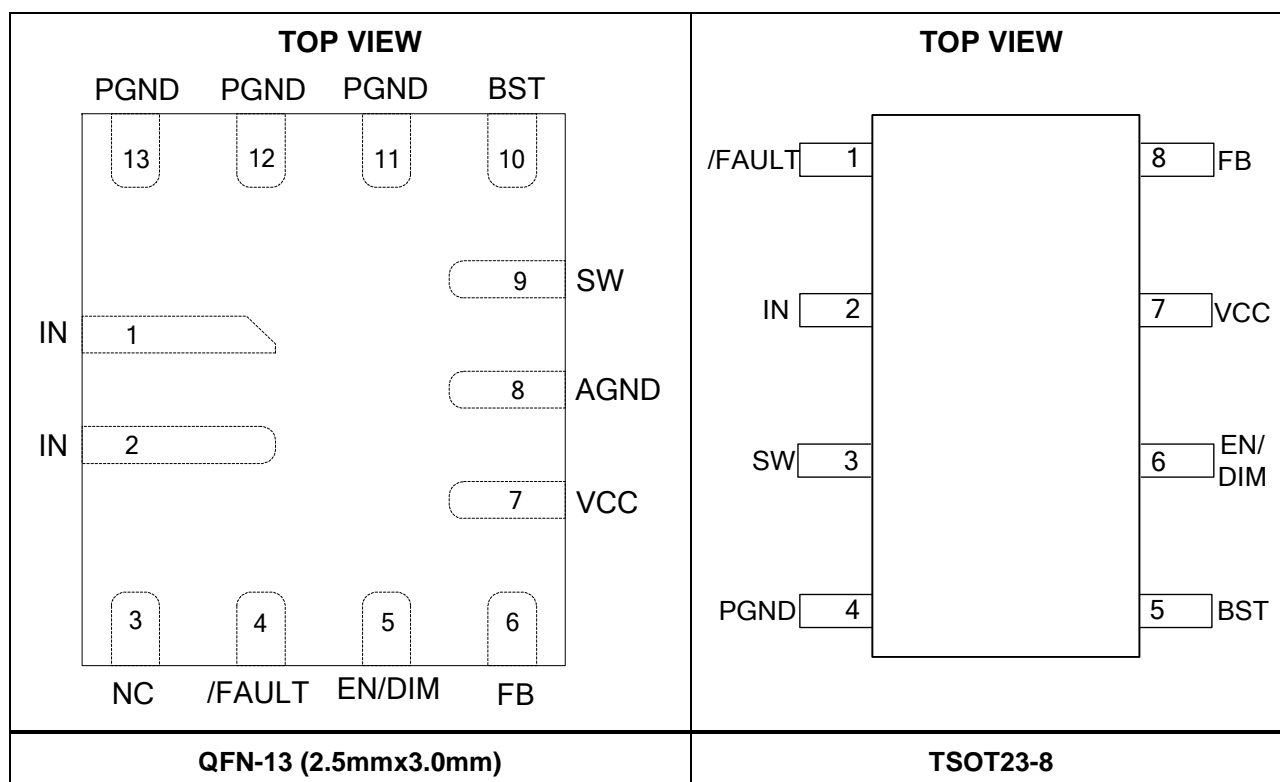 TOP VIEW
PGND PGND PGND BST
13 12 11 10
9 SW
IN 1
8 AGND
IN 2
7 VCC
3 4 5 6
NC /FAULT EN/DIM FB
QFN-13 (2.5mmx3.0mm)
TOP VIEW
/FAULT 1 8 FB
IN 2 7 VCC
SW 3 6 EN/
DIM
PGND 4 5 BST
TSOT23-8